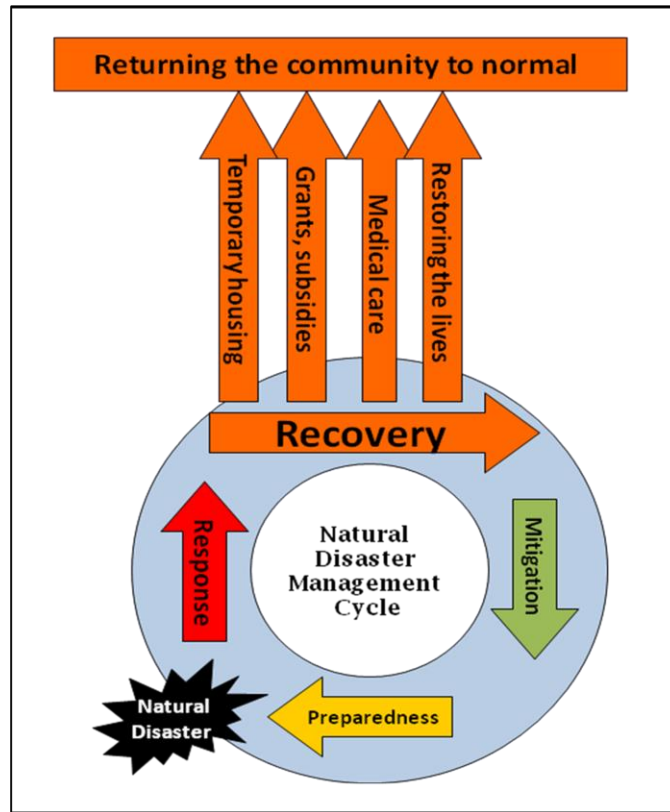 Returning the community to normal
Temporary housing
Grants, subsidies
Medical care
Restoring the lives
Recovery
Response
Natural
Disaster
Management
Cycle
Mitigation
Natural
Disaster
Preparedness